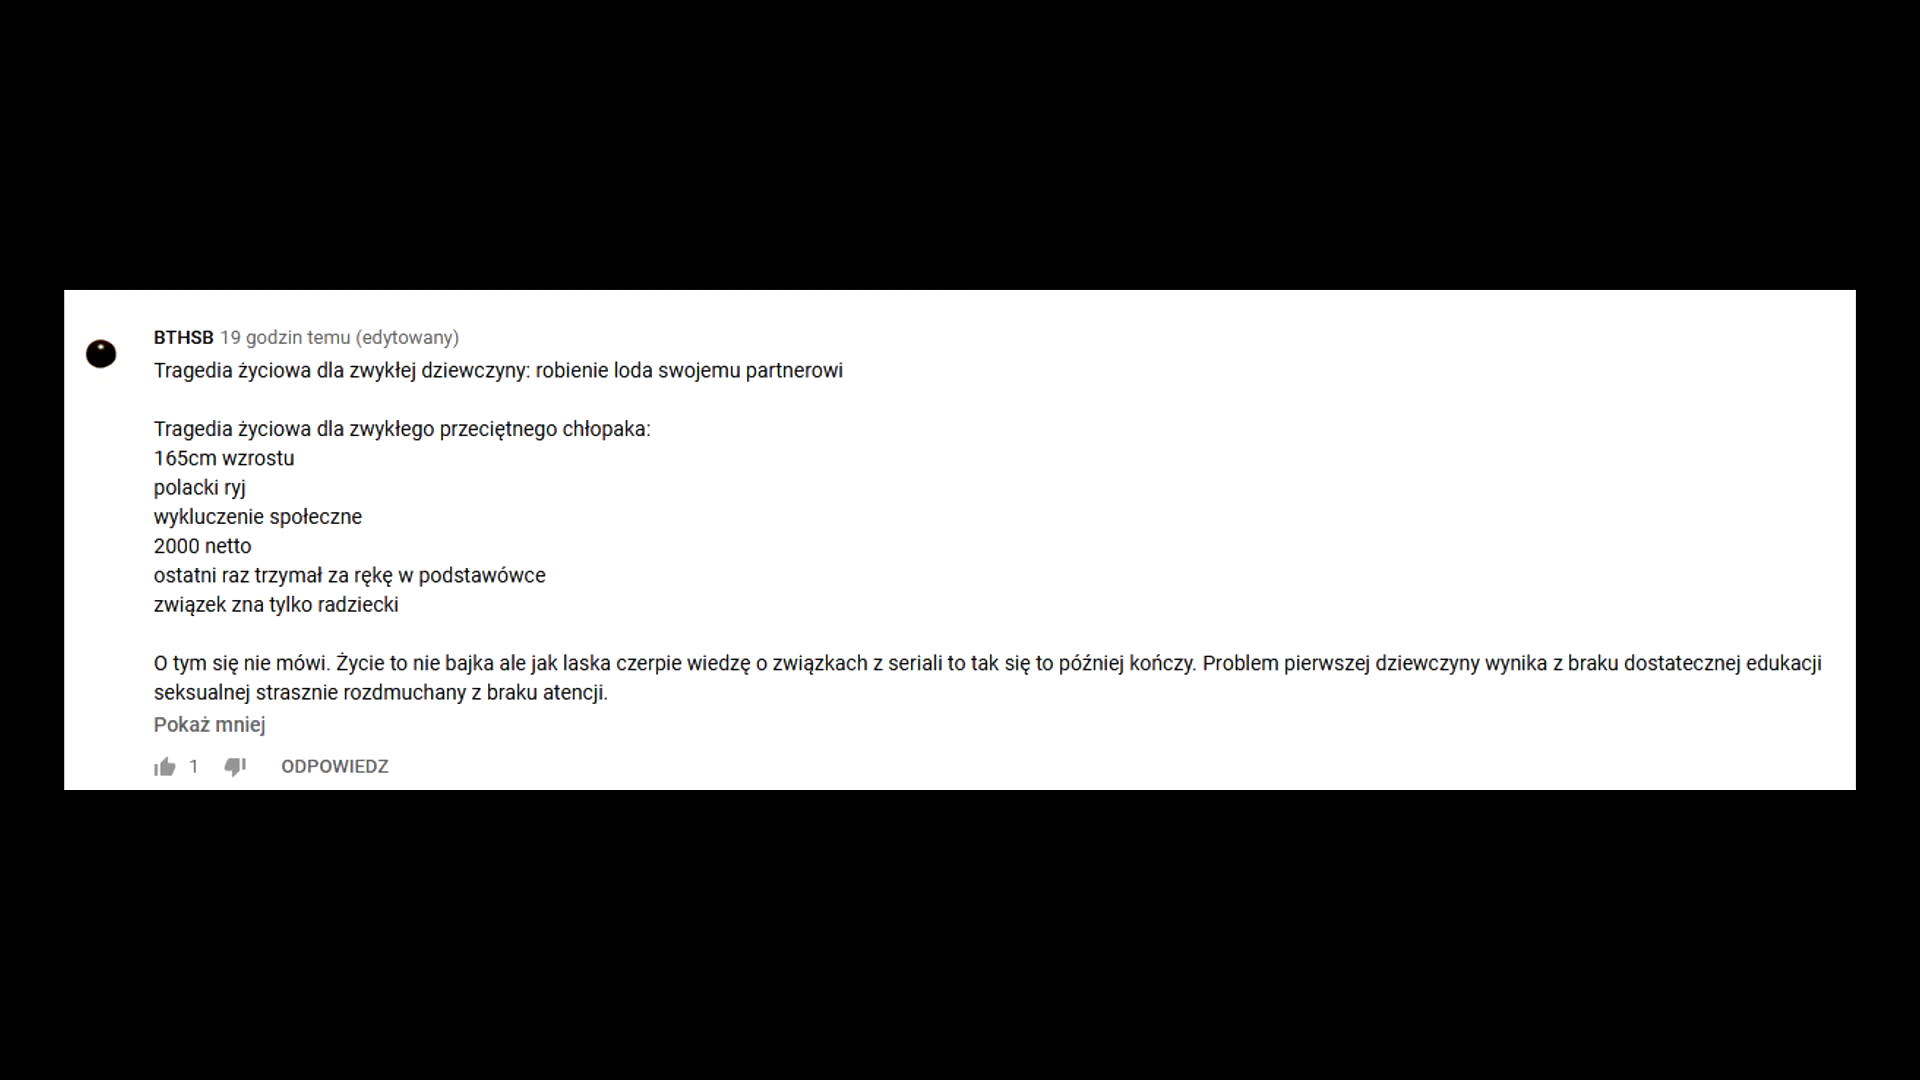 BTHSB 19 godzin temu (edytowany)
Tragedia życiowa dla zwykłej dziewczyny: robienie loda swojemu partnerowi
Tragedia życiowa dla zwykłego przeciętnego chłopaka:
165cm wzrostu
polacki ryj
wykluczenie społeczne
2000 netto
ostatni raz trzymał za rękę w podstawówce
związek zna tylko radziecki
O tym się nie mówi. Życie to nie bajka ale jak laska czerpie wiedzę o związkach z seriali to tak się to później kończy. Problem pierwszej dziewczyny wynika z braku dostatecznej edukacji
seksualnej strasznie rozdmuchany z braku atencji.
Pokaż mniej
1 ODPOWIEDZ